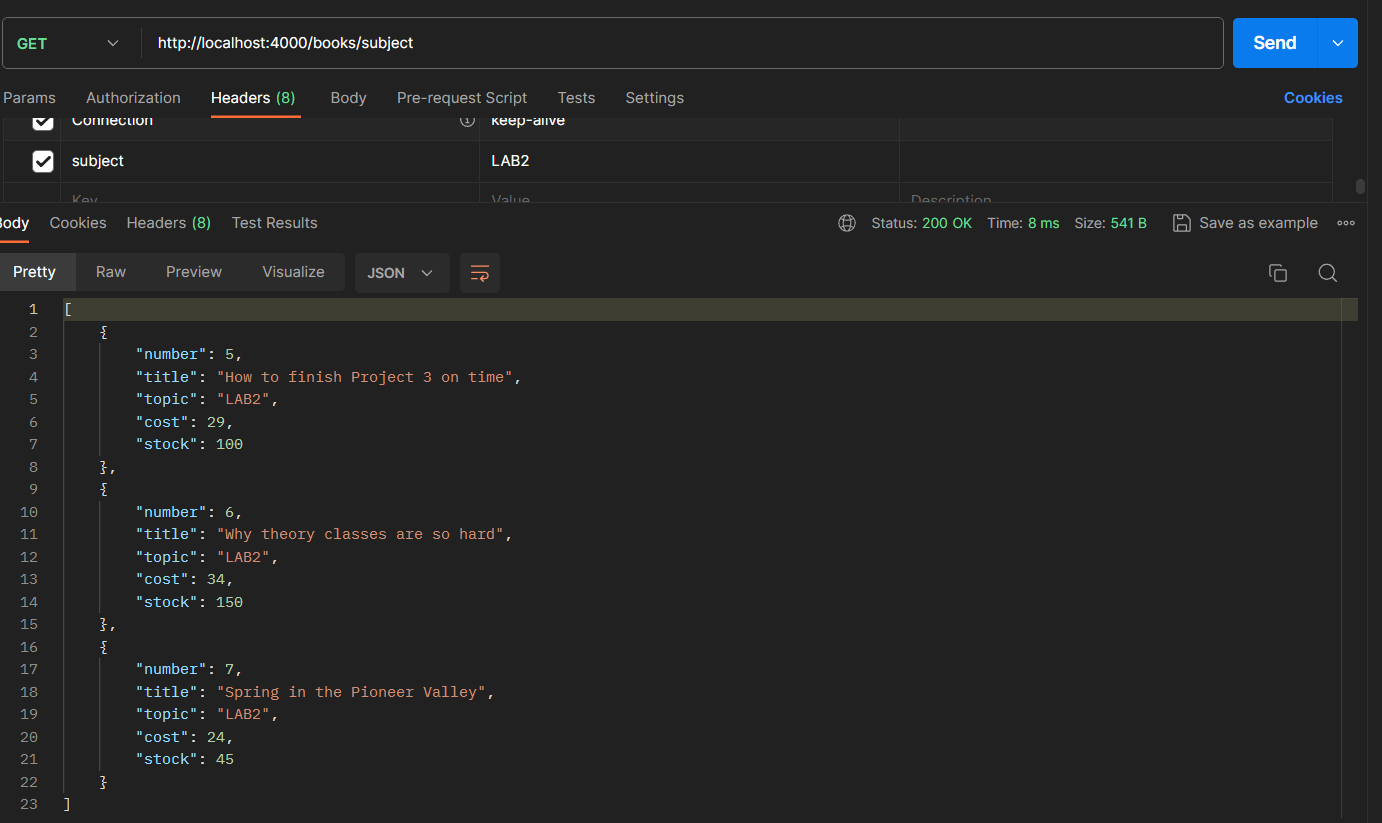 GET http://localhost:4000/books/subject Send
Params Authorization Headers (8) Body Pre-request Script Tests Settings Cookies
Connection keep-alive
subject LAB2
Key Value Description
Body Cookies Headers (8) Test Results Status: 200 OK Time: 8 ms Size: 541 B Save as example
Pretty Raw Preview Visualize JSON
1 [
2 {
3 "number": 5,
4 "title": "How to finish Project 3 on time",
5 "topic": "LAB2",
6 "cost": 29,
7 "stock": 100
8 },
9 {
10 "number": 6,
11 "title": "Why theory classes are so hard",
12 "topic": "LAB2",
13 "cost": 34,
14 "stock": 150
15 },
16 {
17 "number": 7,
18 "title": "Spring in the Pioneer Valley",
19 "topic": "LAB2",
20 "cost": 24,
21 "stock": 45
22 }
23 ]